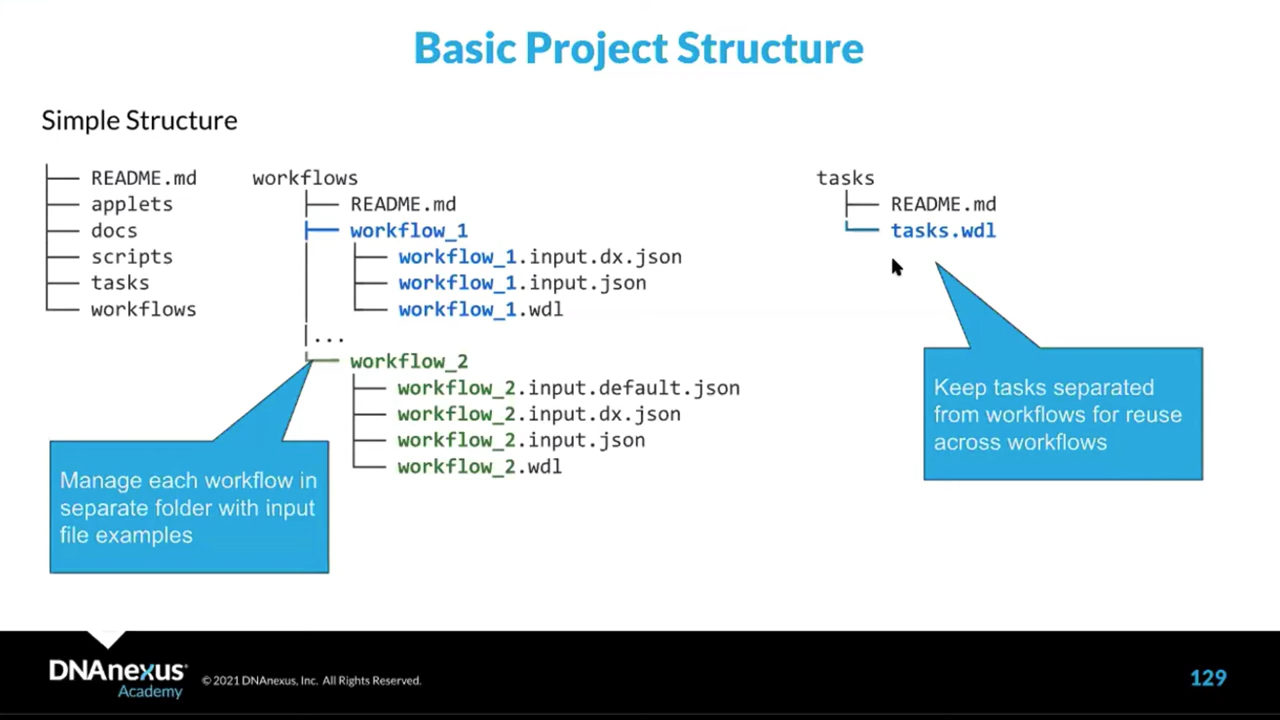 Basic Project Structure
Simple Structure
README.md
applets
docs
scripts
tasks
workflows
workflows
README.md
workflow_1
workflow_1.input.dx.json
workflow_1.input.json
workflow_1.wdl
...
workflow_2
workflow_2.input.default.json
workflow_2.input.dx.json
workflow_2.input.json
workflow_2.wdl
Manage each workflow in
separate folder with input
file examples
tasks
README.md
tasks.wdl
Keep tasks separated
from workflows for reuse
across workflows
DNAnexus®
Academy
© 2021 DNAnexus, Inc. All Rights Reserved.
129